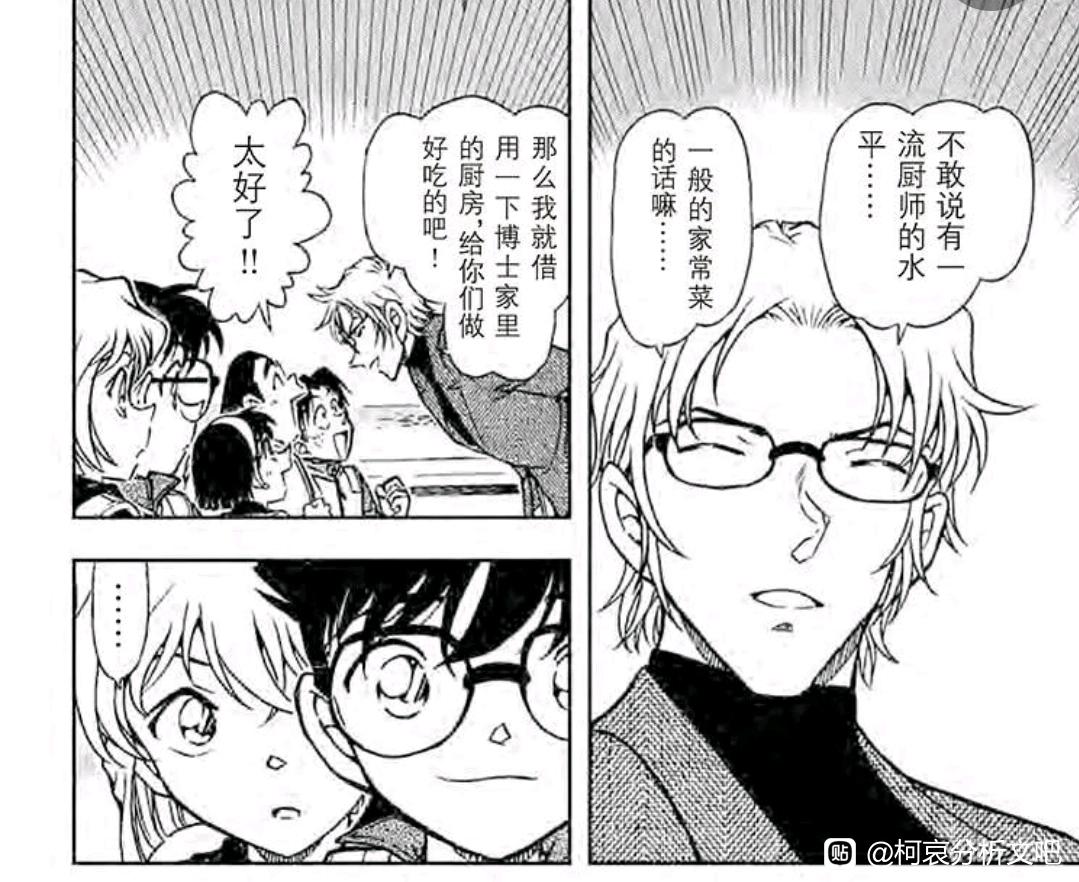 不敢说有一
流厨师的水
平……
一般的家常菜
的话嘛……
那么我就借
用一下博士家里
的厨房，给你们做
好吃的吧！
太好了!!
……
贴 @柯哀分析文吧